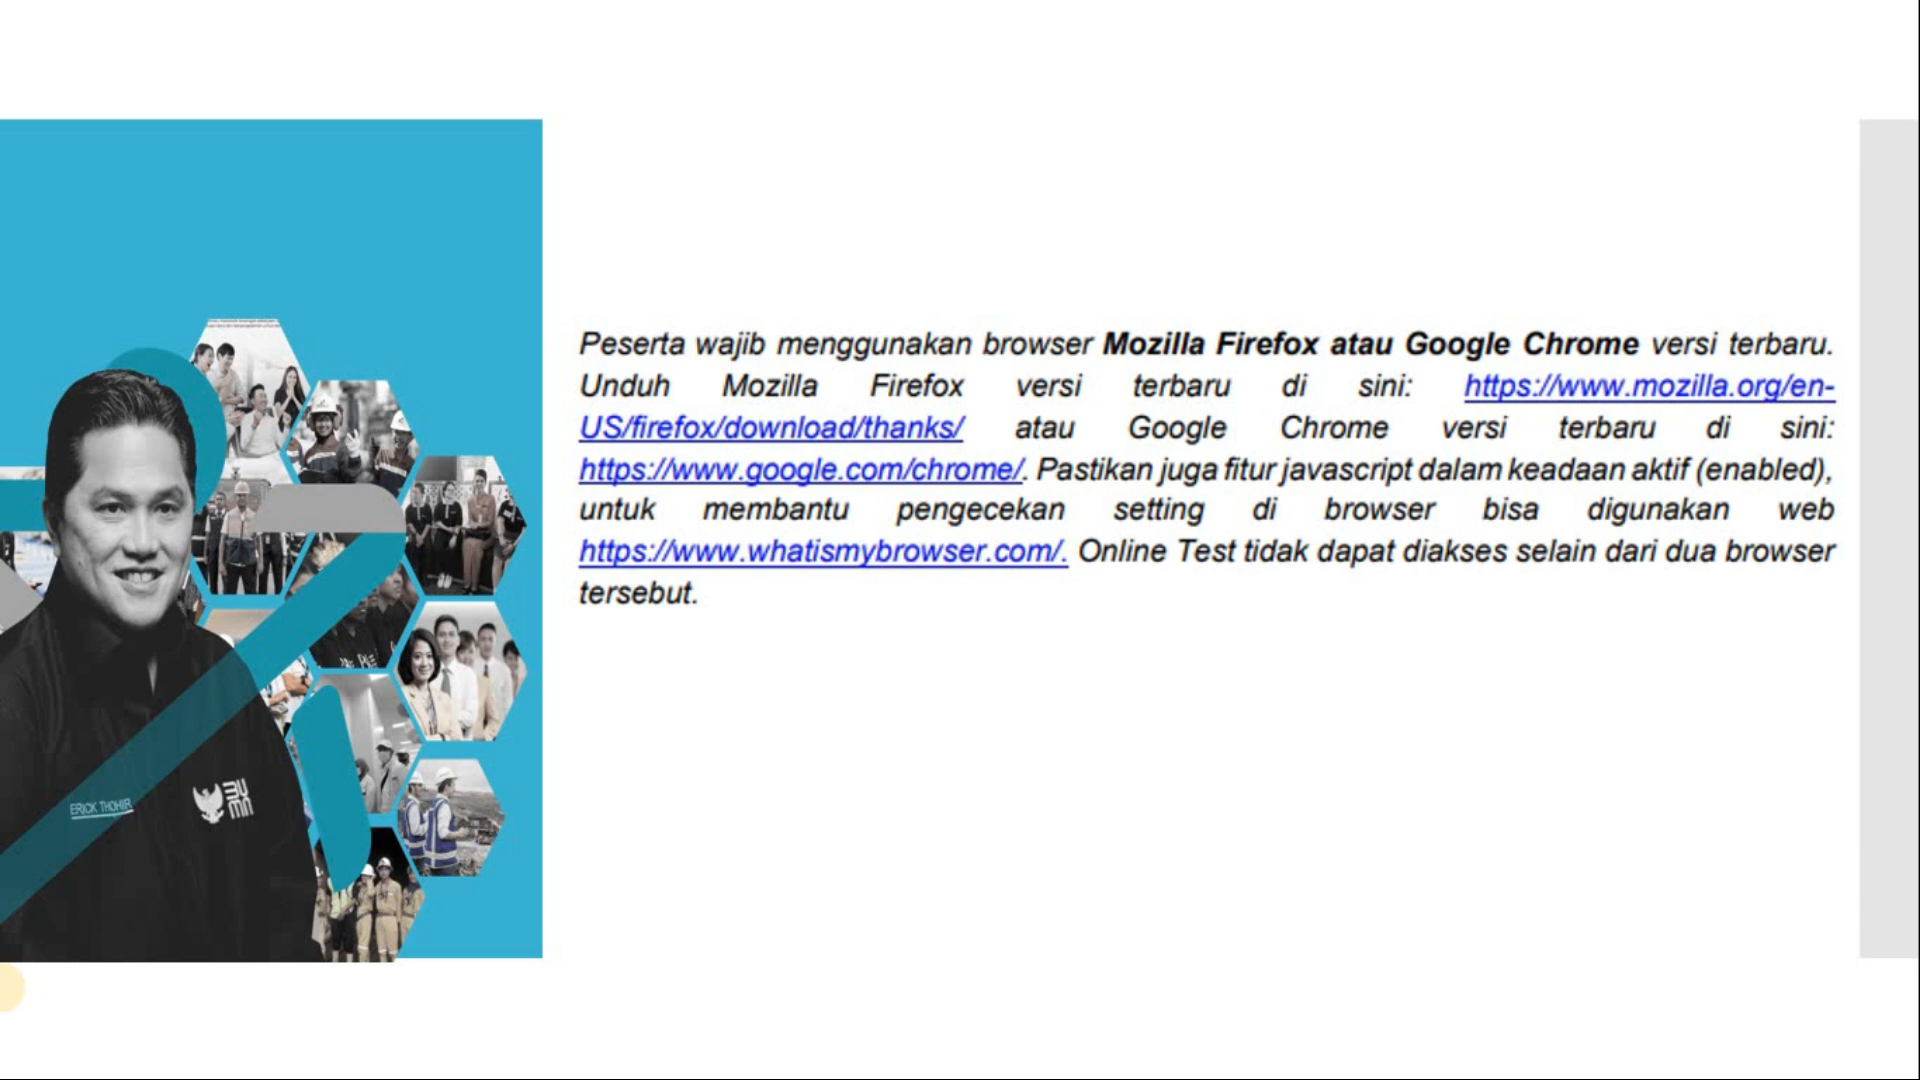 Peserta wajib menggunakan browser Mozilla Firefox atau Google Chrome versi terbaru.
Unduh Mozilla Firefox versi terbaru di sini: https://www.mozilla.org/en-
US/firefox/download/thanks/ atau Google Chrome versi terbaru di sini:
https://www.google.com/chrome/. Pastikan juga fitur javascript dalam keadaan aktif (enabled),
untuk membantu pengecekan setting di browser bisa digunakan web
https://www.whatismybrowser.com/. Online Test tidak dapat diakses selain dari dua browser
tersebut.
ERICK THOHIR
BUMN